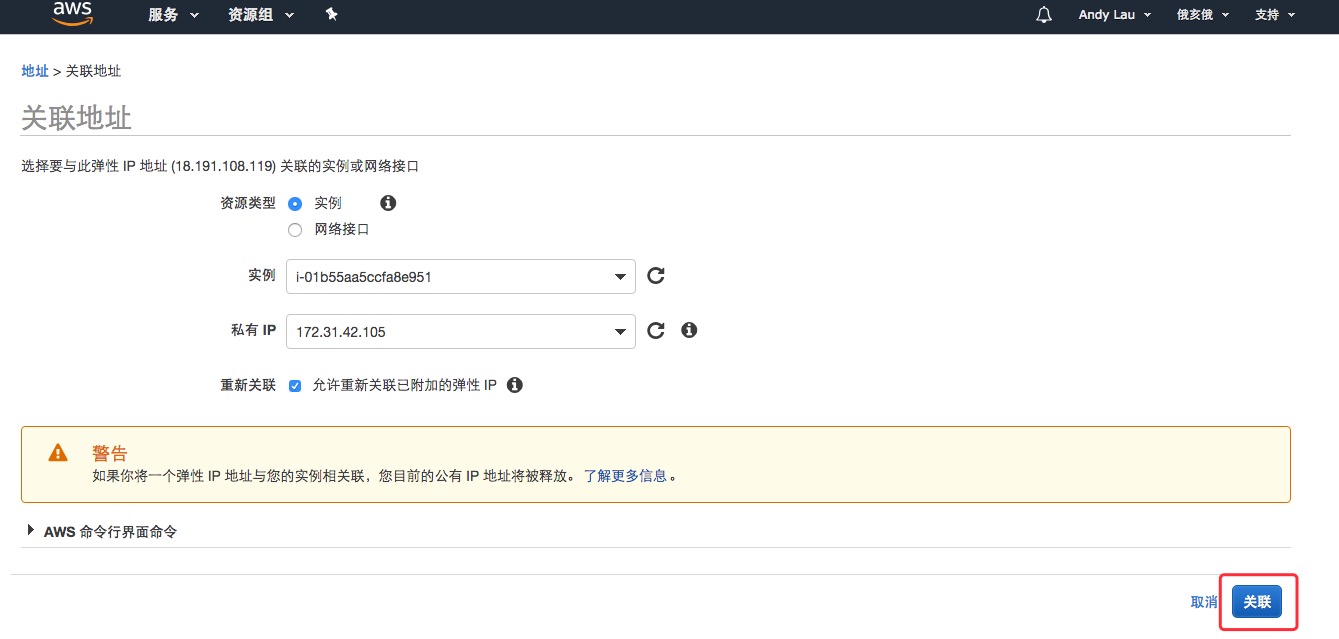 aws 服务 资源组 Andy Lau 俄亥俄 支持
地址 > 关联地址
关联地址
选择要与此弹性 IP 地址 (18.191.108.119) 关联的实例或网络接口
资源类型 实例
网络接口
实例 i-01b55aa5ccfa8e951
私有 IP 172.31.42.105
重新关联 允许重新关联已附加的弹性 IP
警告
如果你将一个弹性 IP 地址与您的实例相关联，您目前的公有 IP 地址将被释放。 了解更多信息。
AWS 命令行界面命令
取消 关联